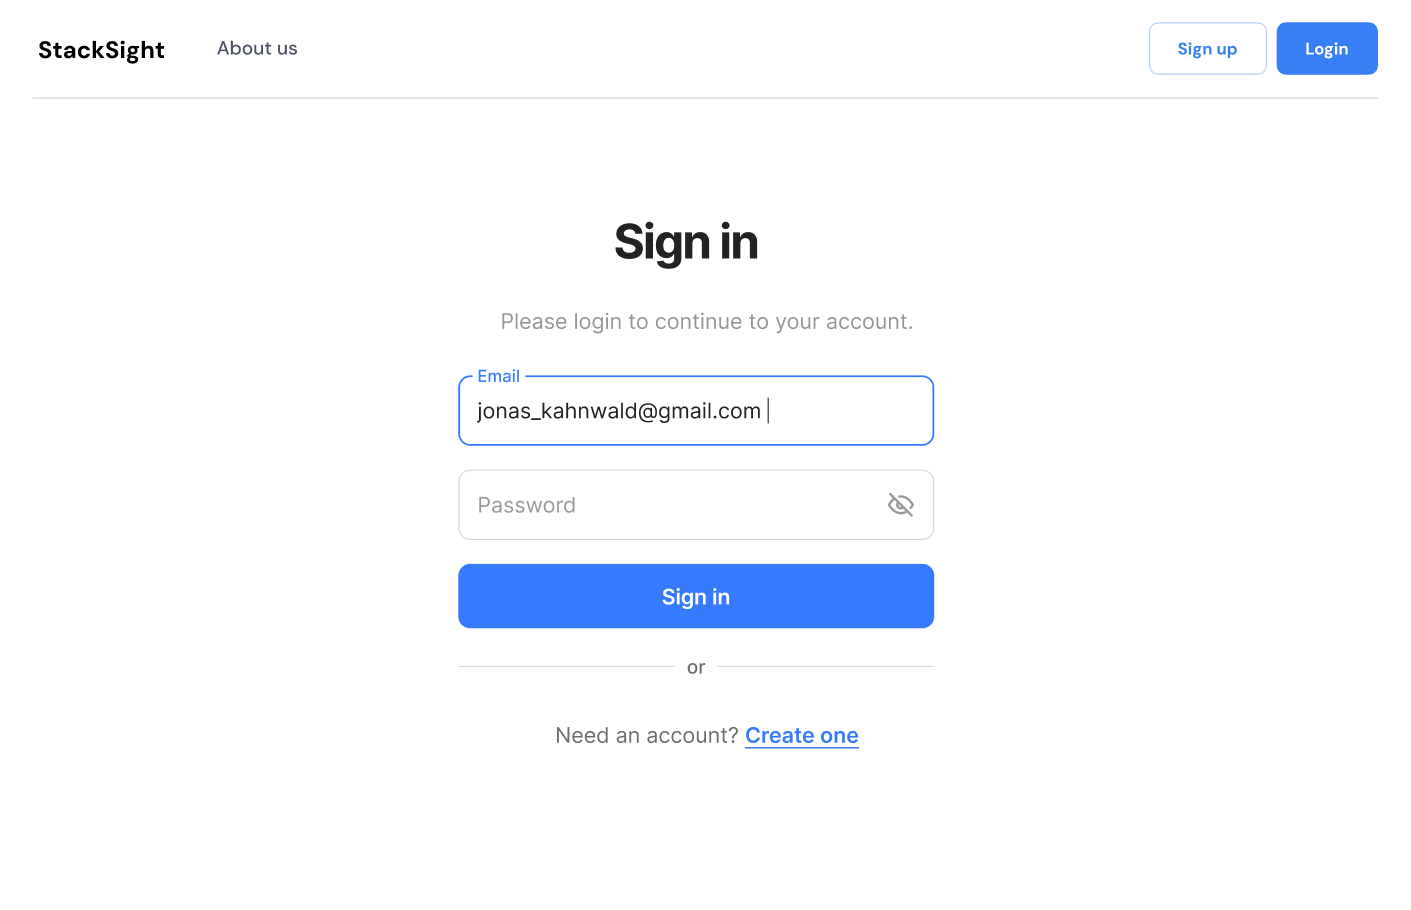 StackSight
About us
Sign up
Login
Sign in
Please login to continue to your account.
Email
jonas_kahnwald@gmail.com
Password
Sign in
or
Need an account? Create one